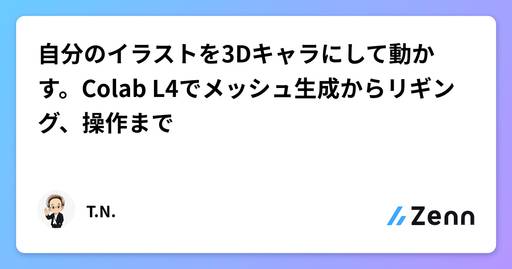 自分のイラストを3Dキャラにして動か
す。Colab L4でメッシュ生成からリギン
グ、操作まで
T.N.
Zenn